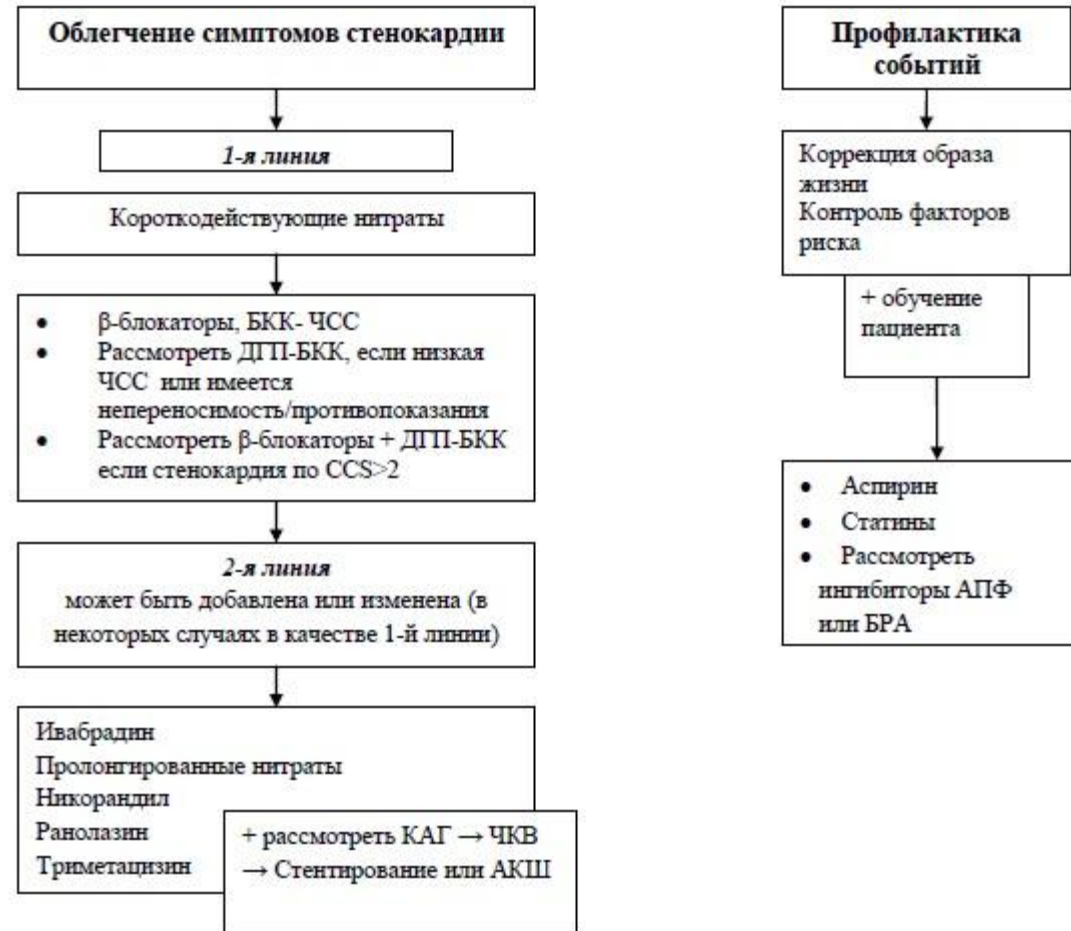 Облегчение симптомов стенокардии
1-я линия
Короткодействующие нитраты
• β-блокаторы, БКК- ЧСС
• Рассмотреть ДГП-БКК, если низкая
ЧСС или имеется
непереносимость/противопоказания
• Рассмотреть β-блокаторы + ДГП-БКК
если стенокардия по CCS>2
2-я линия
может быть добавлена или изменена (в
некоторых случаях в качестве 1-й линии)
Ивабрадин
Пролонгированные нитраты
Никорандил
Ранолазин
Триметацизин
+ рассмотреть КАГ → ЧКВ
→ Стентирование или АКШ
Профилактика
событий
Коррекция образа
жизни
Контроль факторов
риска
+ обучение
пациента
• Аспирин
• Статины
• Рассмотреть
ингибиторы АПФ
или БРА